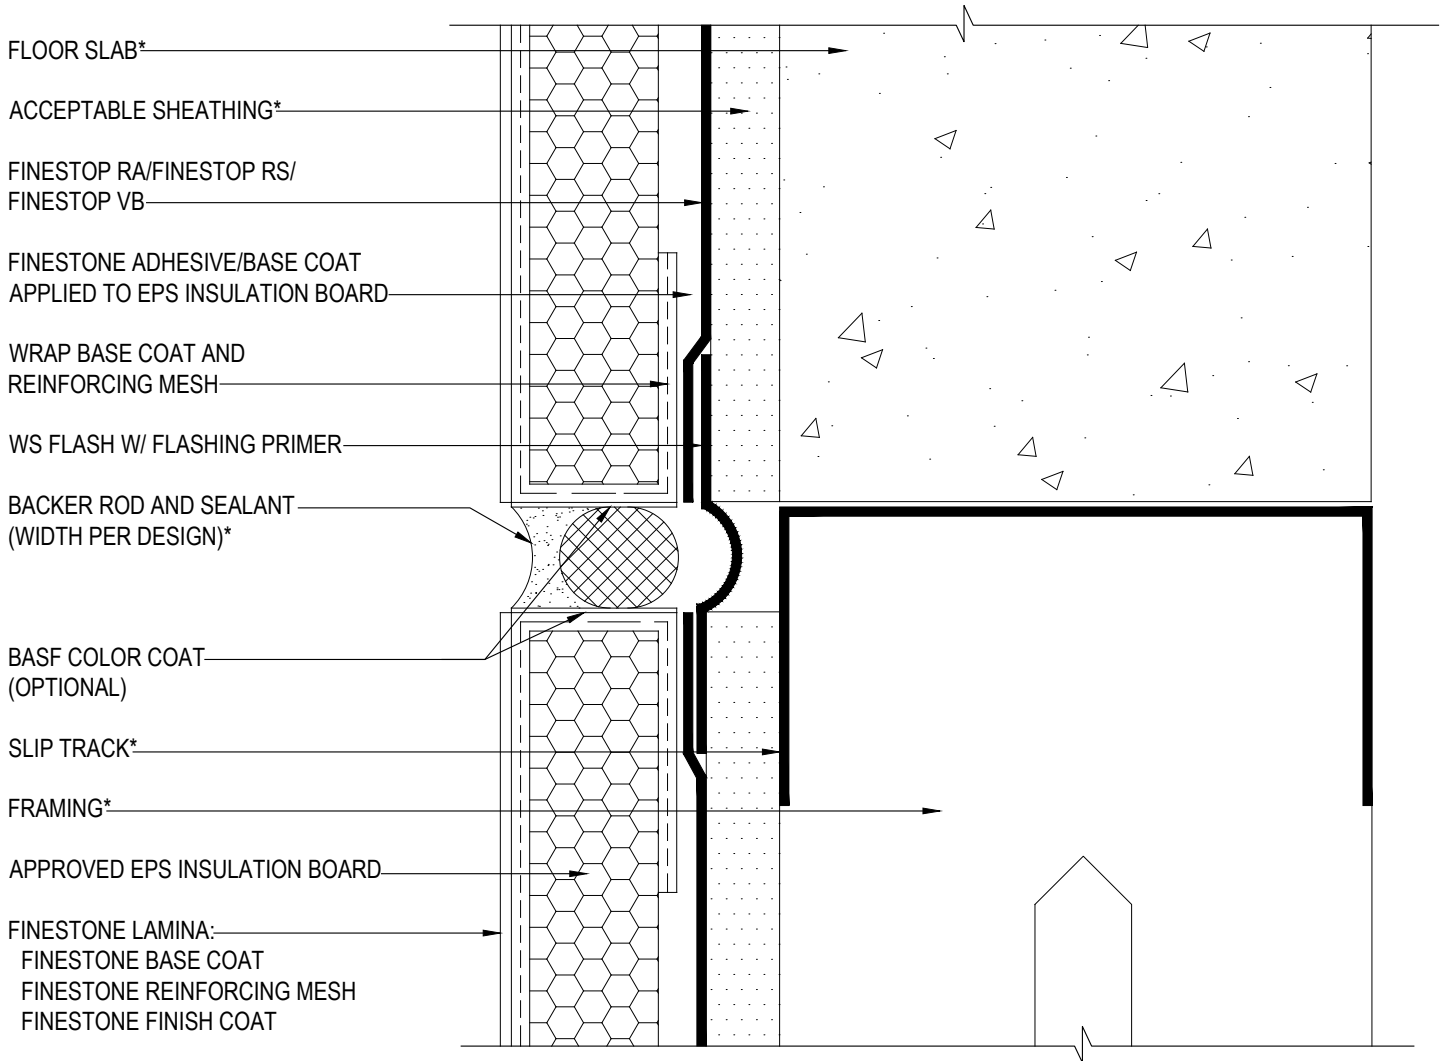 FLOOR SLAB*
ACCEPTABLE SHEATHING*
FINESTOP RA/FINESTOP RS/
FINESTOP VB
FINESTONE ADHESIVE/BASE COAT
APPLIED TO EPS INSULATION BOARD
WRAP BASE COAT AND
REINFORCING MESH
WS FLASH W/ FLASHING PRIMER
BACKER ROD AND SEALANT
(WIDTH PER DESIGN)*
BASF COLOR COAT
(OPTIONAL)
SLIP TRACK*
FRAMING*
APPROVED EPS INSULATION BOARD
FINESTONE LAMINA:
FINESTONE BASE COAT
FINESTONE REINFORCING MESH
FINESTONE FINISH COAT